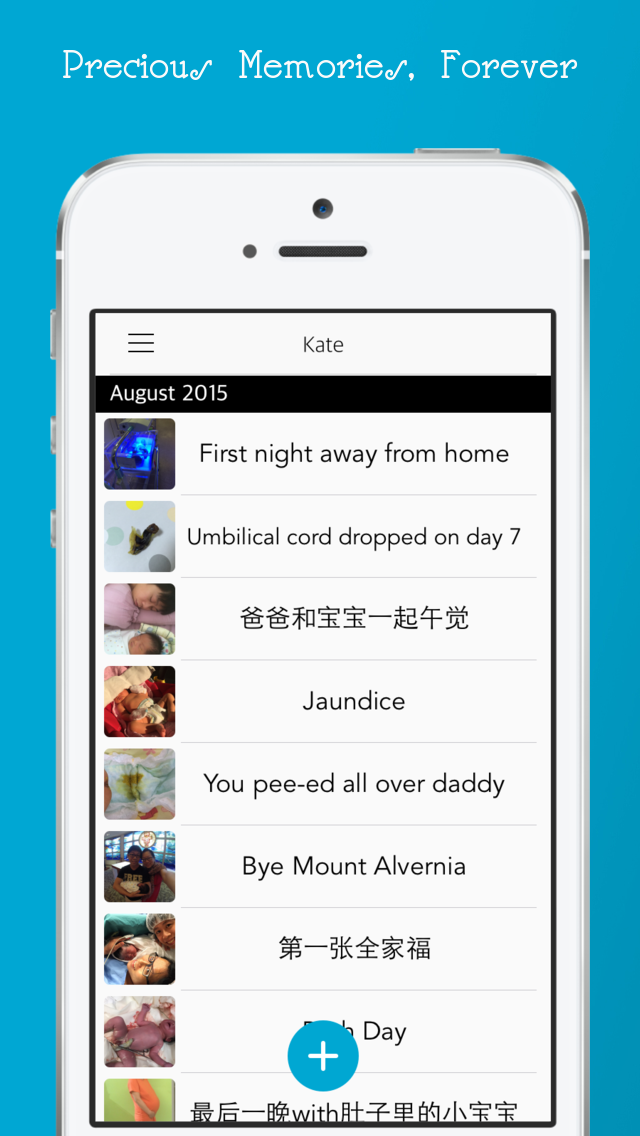 Precious Memories, Forever
Kate
August 2015
First night away from home
Umbilical cord dropped on day 7
爸爸和宝宝一起午觉
Jaundice
You pee-ed all over daddy
Bye Mount Alvernia
第一张全家福
Day
最后一晚with肚子里的小宝宝